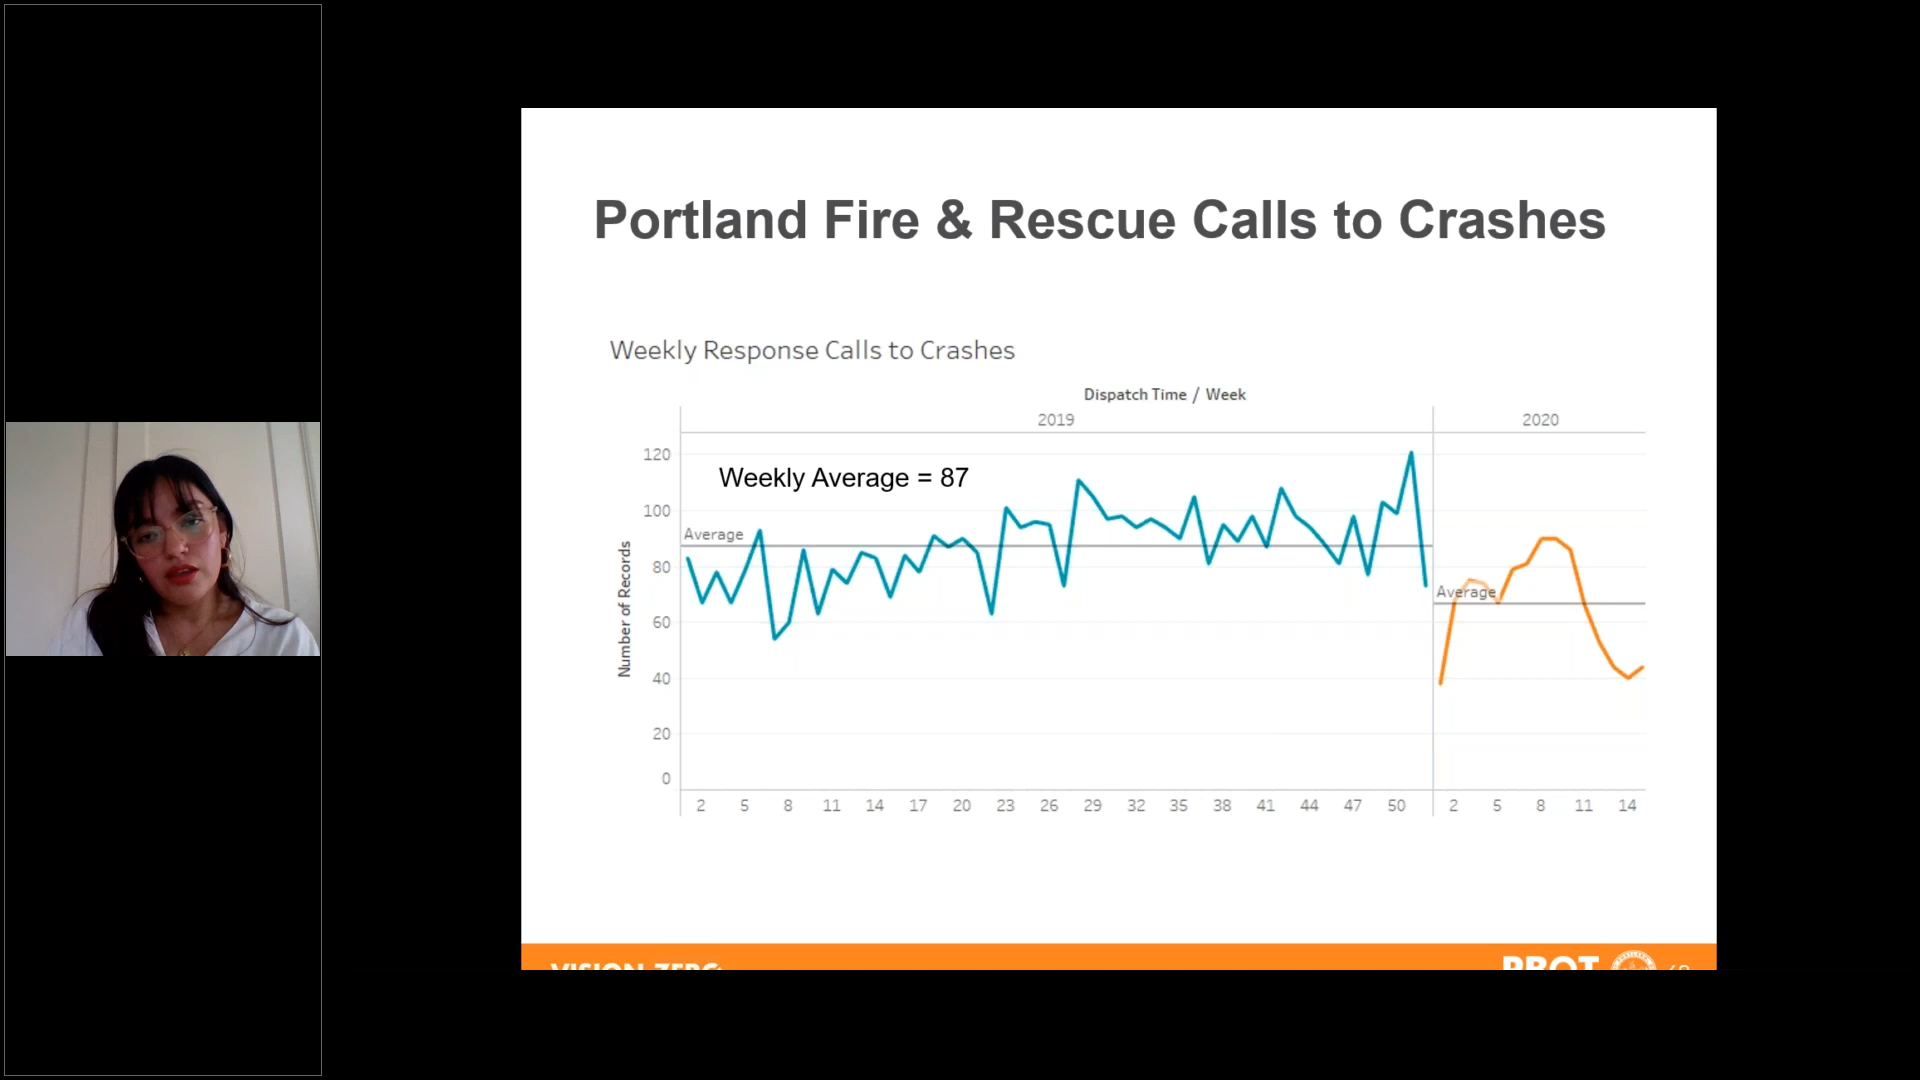 Portland Fire & Rescue Calls to Crashes
Weekly Response Calls to Crashes
Dispatch Time / Week
2019 2020
Weekly Average = 87
Average
Average
Number of Records
120
100
80
60
40
20
0
2 5 8 11 14 17 20 23 26 29 32 35 38 41 44 47 50 2 5 8 11 14
VISION ZERO
PBOT